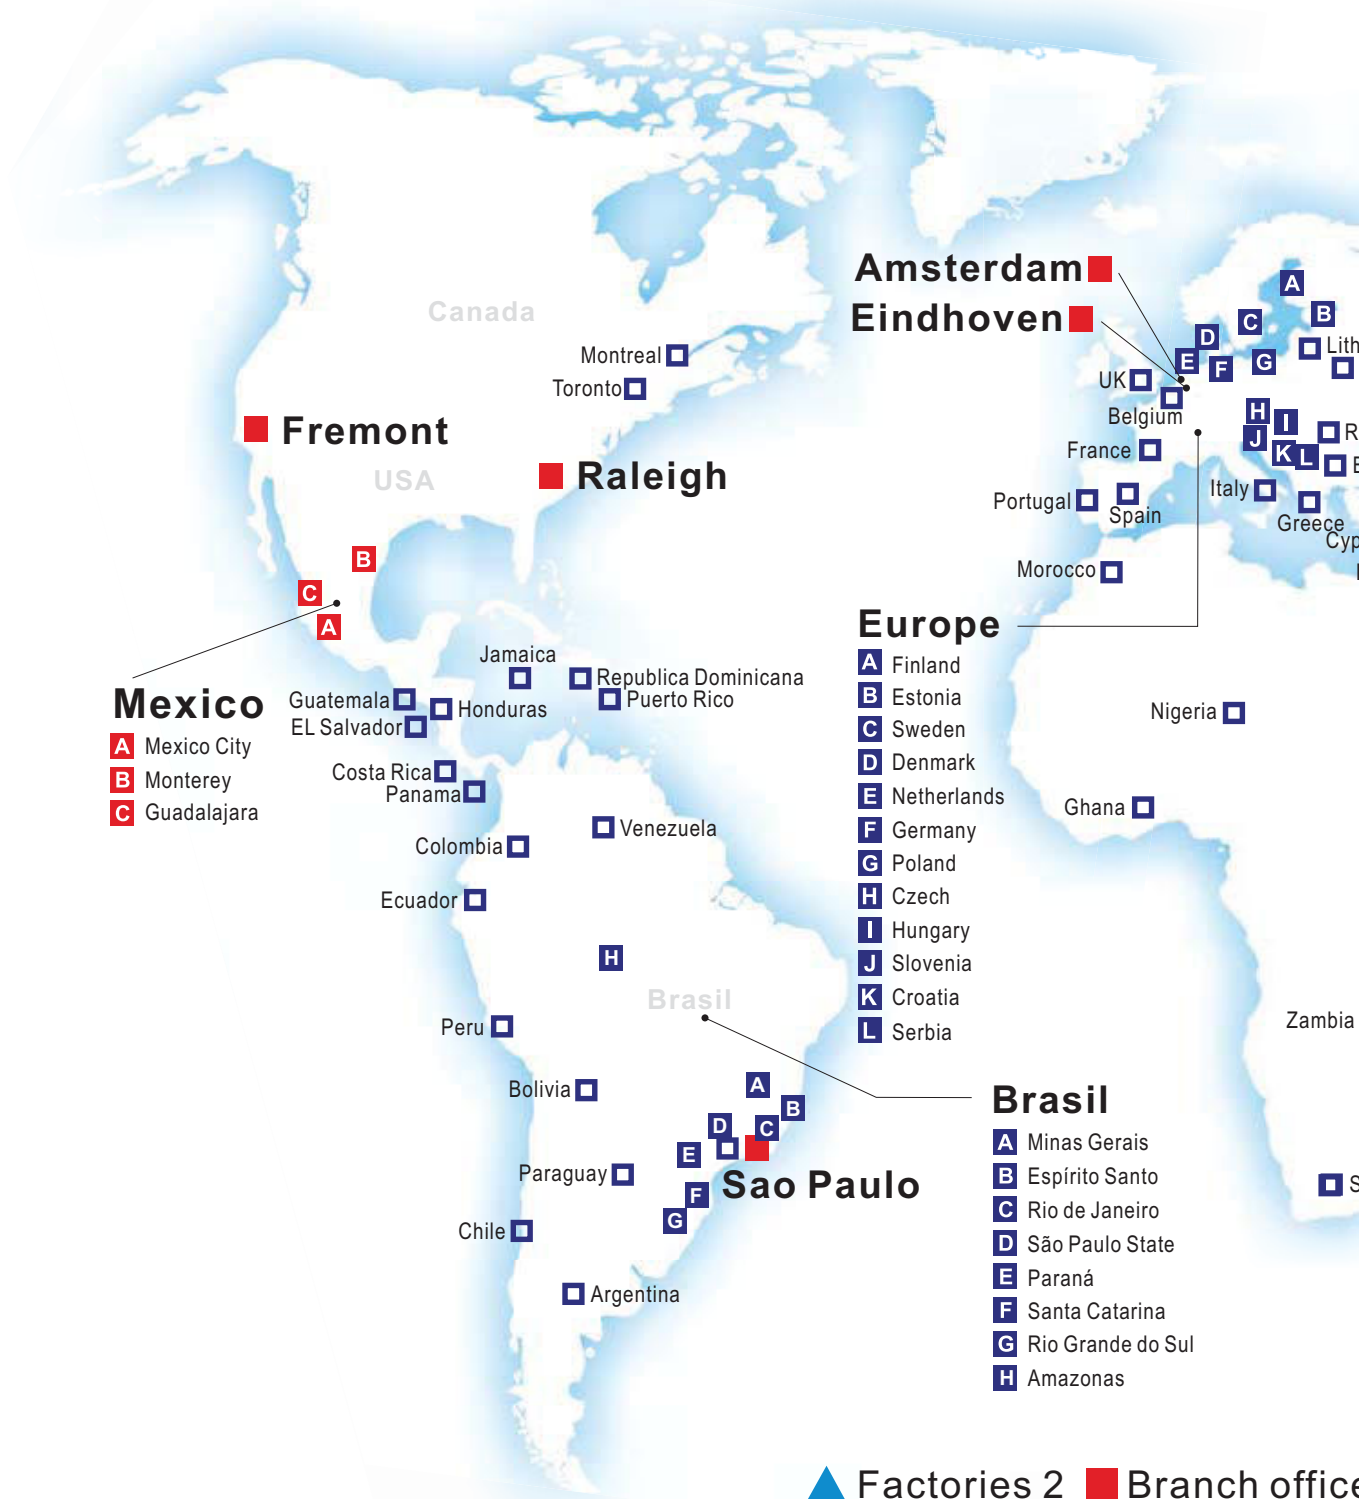 Canada
Montreal
Toronto
Fremont
USA
Raleigh
B
C
A
Mexico
A Mexico City
B Monterey
C Guadalajara
Jamaica
Republica Dominicana
Puerto Rico
Guatemala
Honduras
EL Salvador
Costa Rica
Panama
Venezuela
Colombia
Ecuador
H
Brasil
Peru
Bolivia
A
B
C
D
E
Sao Paulo
Paraguay
F
G
Chile
Argentina
Amsterdam
Eindhoven
A
B
C
D
Lith
E
F
G
UK
Belgium
H
I
J
R
K
L
E
France
Italy
Portugal
Spain
Greece
Cyp
Morocco
Europe
A Finland
B Estonia
C Sweden
D Denmark
E Netherlands
F Germany
G Poland
H Czech
I Hungary
J Slovenia
K Croatia
L Serbia
Nigeria
Ghana
Zambia
S
Brasil
A Minas Gerais
B Espírito Santo
C Rio de Janeiro
D São Paulo State
E Paraná
F Santa Catarina
G Rio Grande do Sul
H Amazonas
Factories 2 Branch office